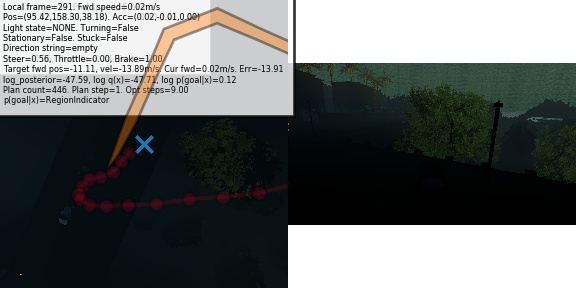 Local frame=291. Fwd speed=0.02m/s
Pos=(95.42,158.30,38.18). Acc=(0.02,-0.01,0.00)
Light state=NONE. Turning=False
Stationary=False. Stuck=False
Direction string=empty
Steer=0.56, Throttle=0.00, Brake=1.00
Target fwd pos=-11.11, vel=-13.89m/s. Cur fwd=0.02m/s. Err=-13.91
log_posterior=-47.59, log q(x)=-47.71, log p(goal|x)=0.12
Plan count=446. Plan step=1. Opt steps=9.00
p(goal|x)=RegionIndicator